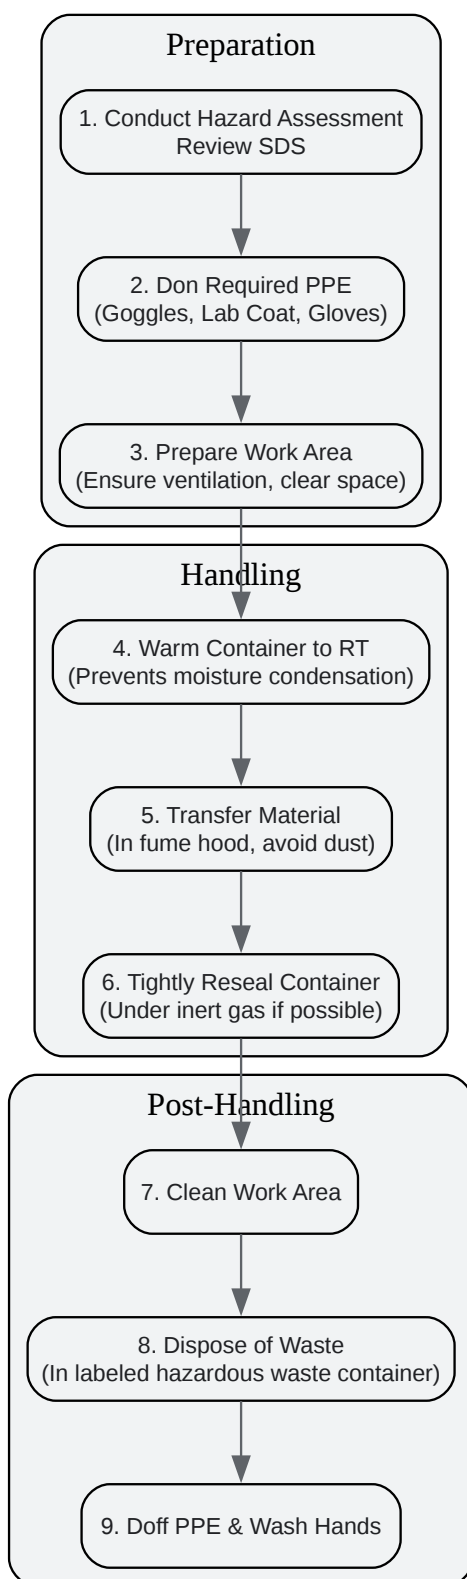 Preparation
1. Conduct Hazard Assessment
Review SDS
2. Don Required PPE
(Goggles, Lab Coat, Gloves)
3. Prepare Work Area
(Ensure ventilation, clear space)
Handling
4. Warm Container to RT
(Prevents moisture condensation)
5. Transfer Material
(In fume hood, avoid dust)
6. Tightly Reseal Container
(Under inert gas if possible)
Post-Handling
7. Clean Work Area
8. Dispose of Waste
(In labeled hazardous waste container)
9. Doff PPE & Wash Hands